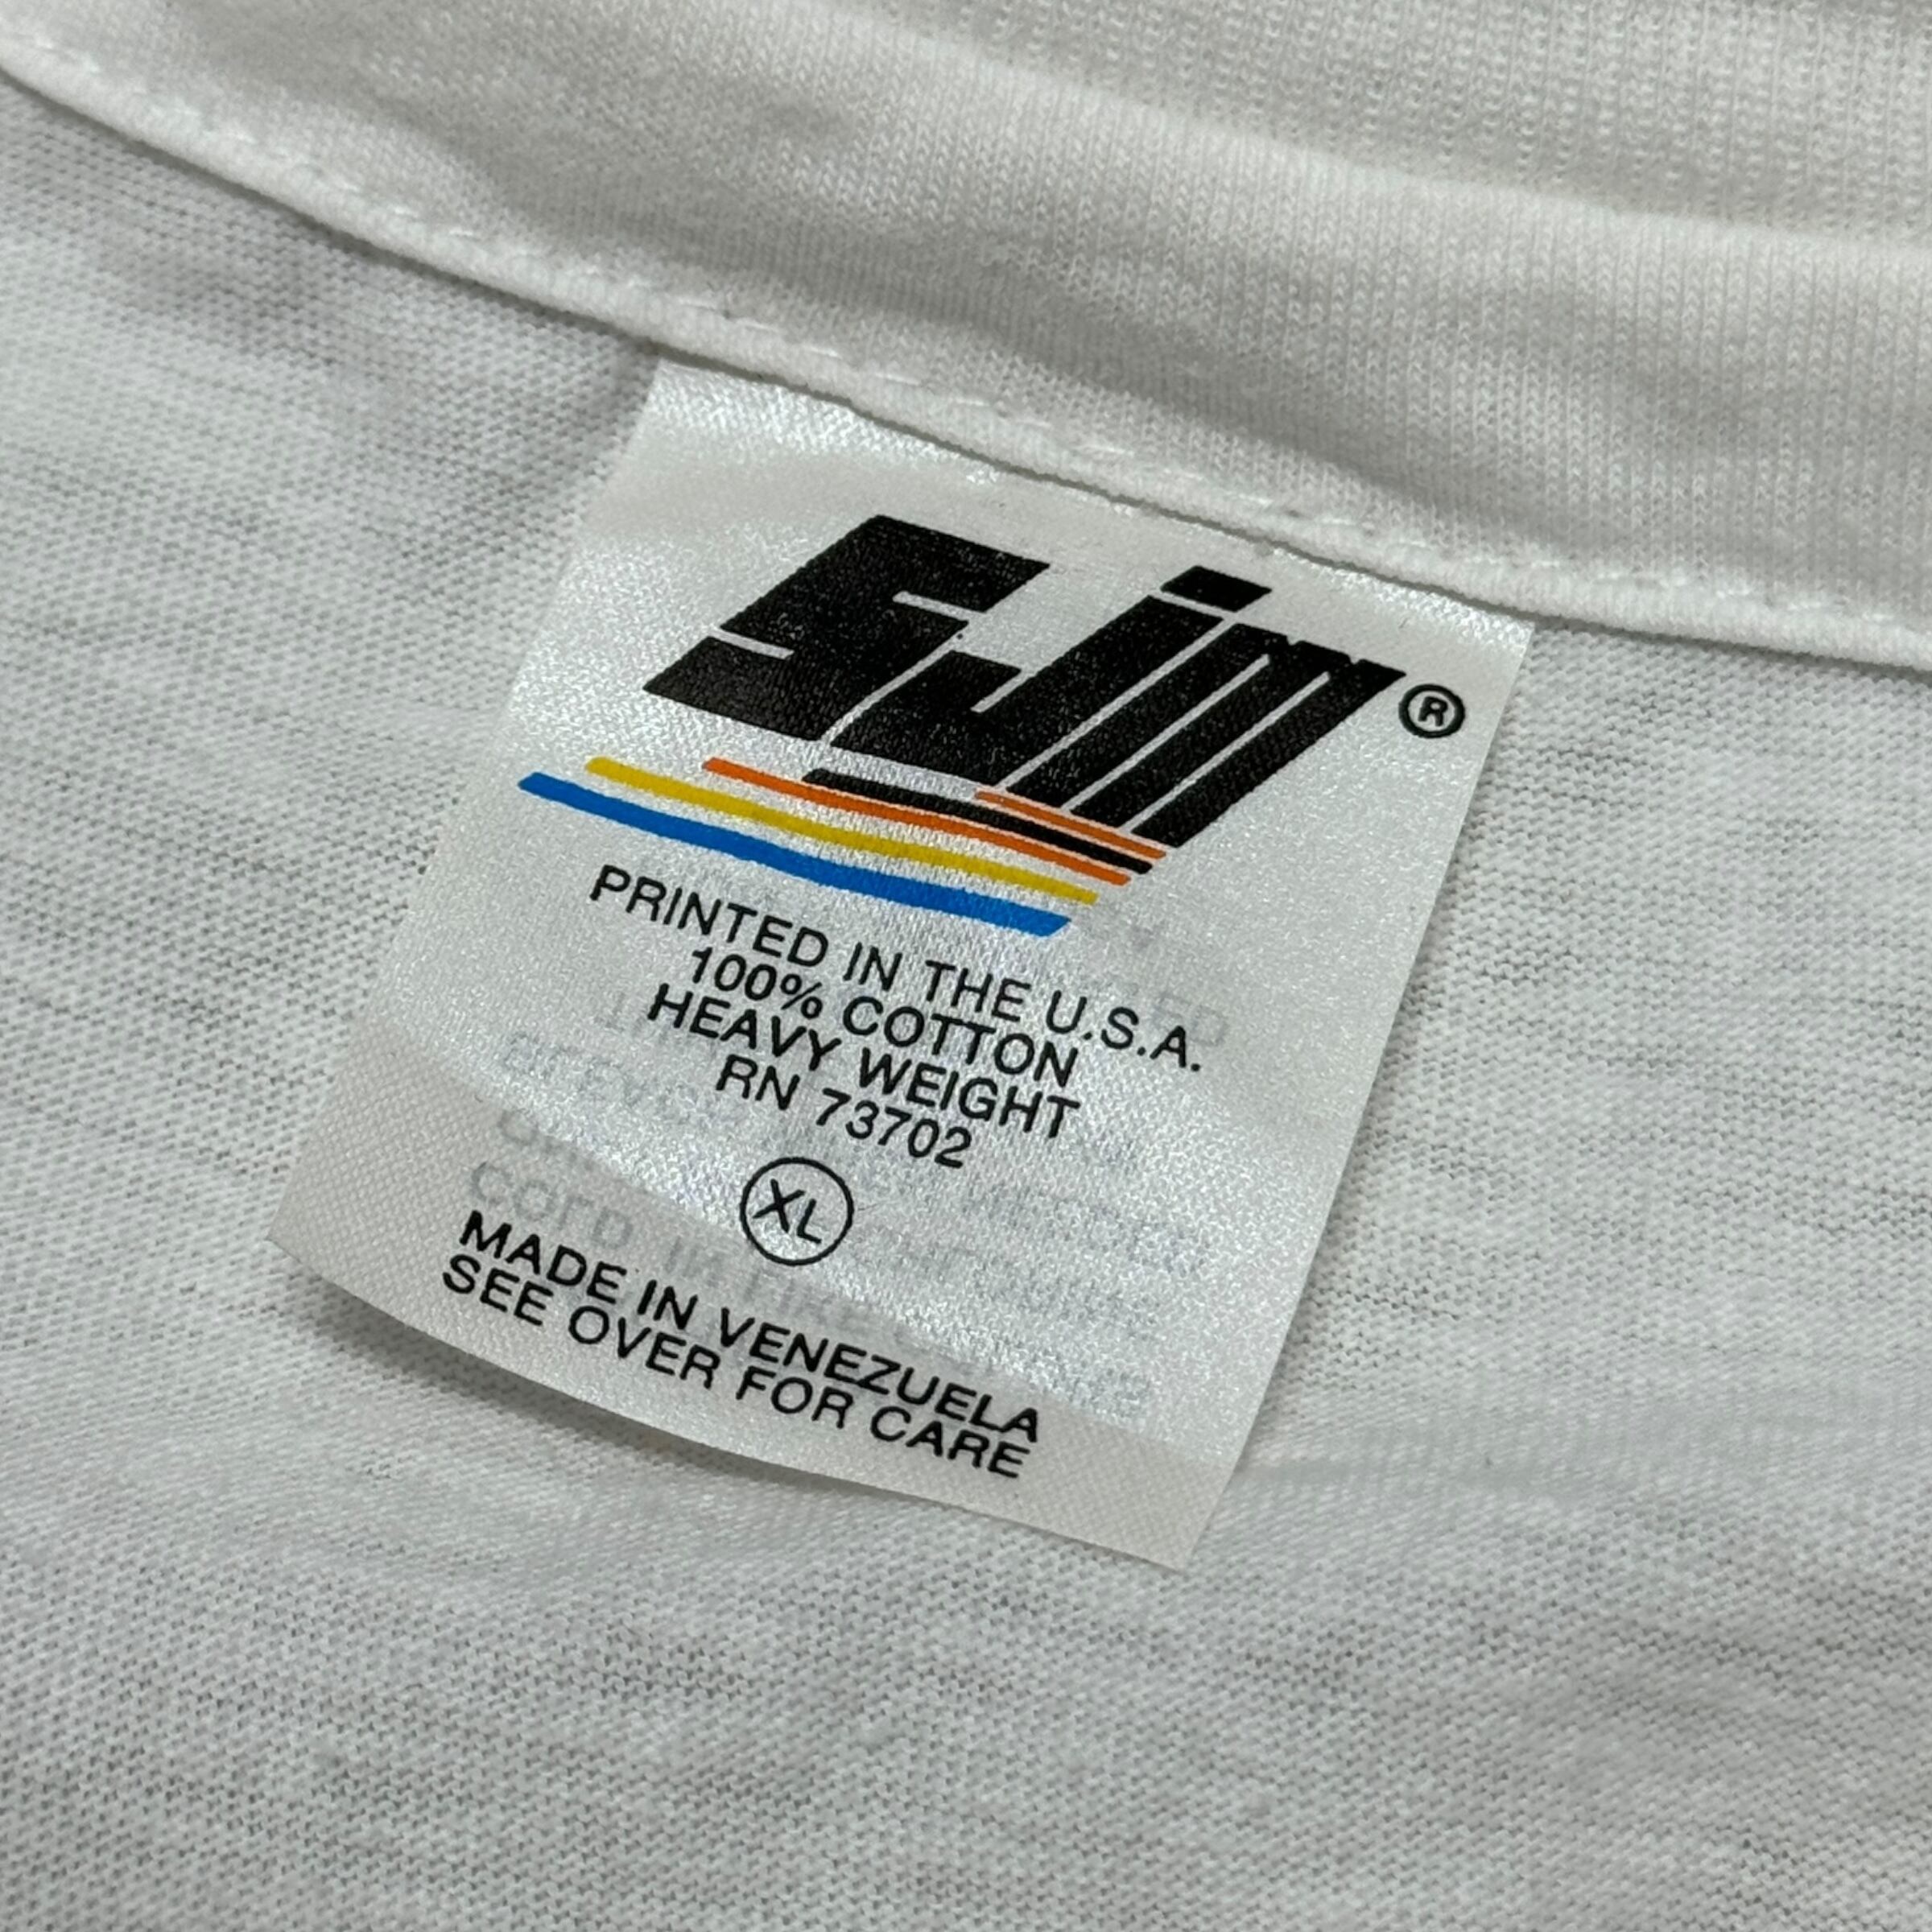 SJM®
PRINTED IN THE U.S.A.
100% COTTON
HEAVY WEIGHT
RN 73702
XL
MADE IN VENEZUELA
SEE OVER FOR CARE